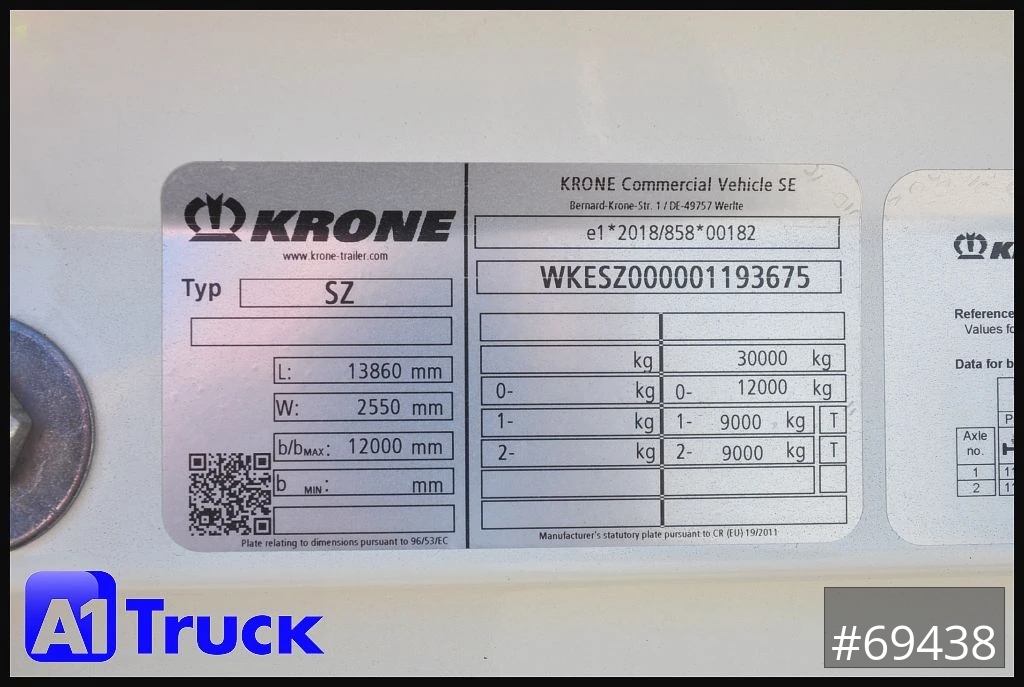 KRONE
www.krone-trailer.com
Typ SZ
L: 13860 mm
W: 2550 mm
b/bMAX: 12000 mm
b MIN: mm
Plate relating to dimensions pursuant to 96/53/EC
KRONE Commercial Vehicle SE
Bernard-Krone-Str. 1 / DE-49757 Werlte
e1*2018/858*00182
WKESZ000001193675
kg 30000 kg
0- kg 0- 12000 kg
1- kg 1- 9000 kg T
2- kg 2- 9000 kg T
Manufacturer's statutory plate pursuant to CR (EU) 19/2011
Reference
Values
Data for
Axle
no.
1
2
A1 Truck
#69438